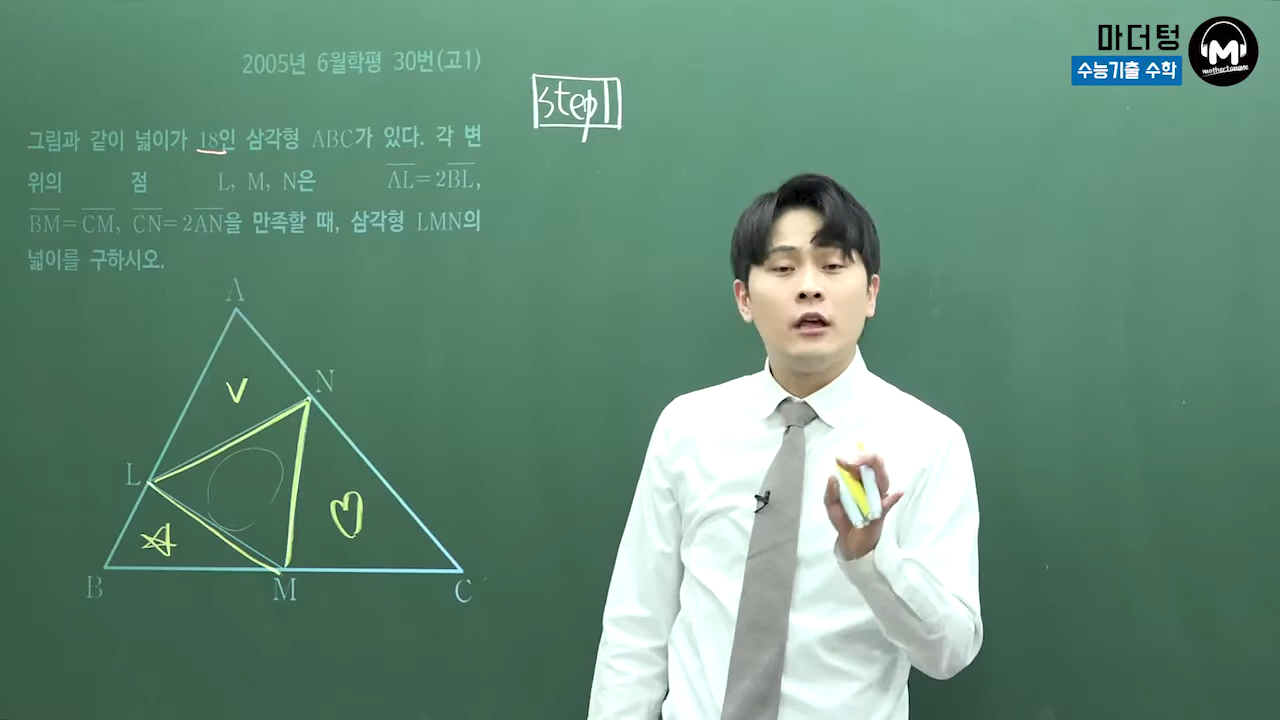 마더텅
수능기출 수학
M
mothertongue
2005년 6월학평 30번(고1)
step1
그림과 같이 넓이가 18인 삼각형 ABC가 있다. 각 변
위의 점 L, M, N은 AL=2BL,
BM=CM, CN=2AN을 만족할 때, 삼각형 LMN의
넓이를 구하시오.
A
N
L
B
M
C